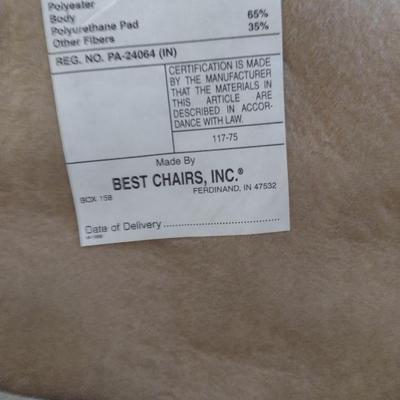 Polyester
Body
Polyurethane Pad 65%
Other Fibers 35%
REG. NO. PA-24064 (IN)
CERTIFICATION IS MADE
BY THE MANUFACTURER
THAT THE MATERIALS IN
THIS ARTICLE ARE
DESCRIBED IN ACCOR-
DANCE WITH LAW.
117-75
Made By
BEST CHAIRS, INC.®
BOX 158
FERDINAND, IN 47532
Date of Delivery